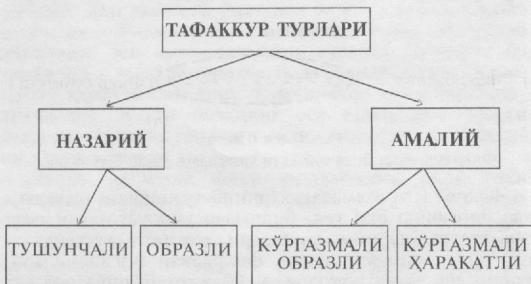 ТАФАККУР ТУРЛАРИ
НАЗАРИЙ
АМАЛИЙ
ТУШУНЧАЛИ
ОБРАЗЛИ
КЎРГАЗМАЛИ
ОБРАЗЛИ
КЎРГАЗМАЛИ
ҲАРАКАТЛИ